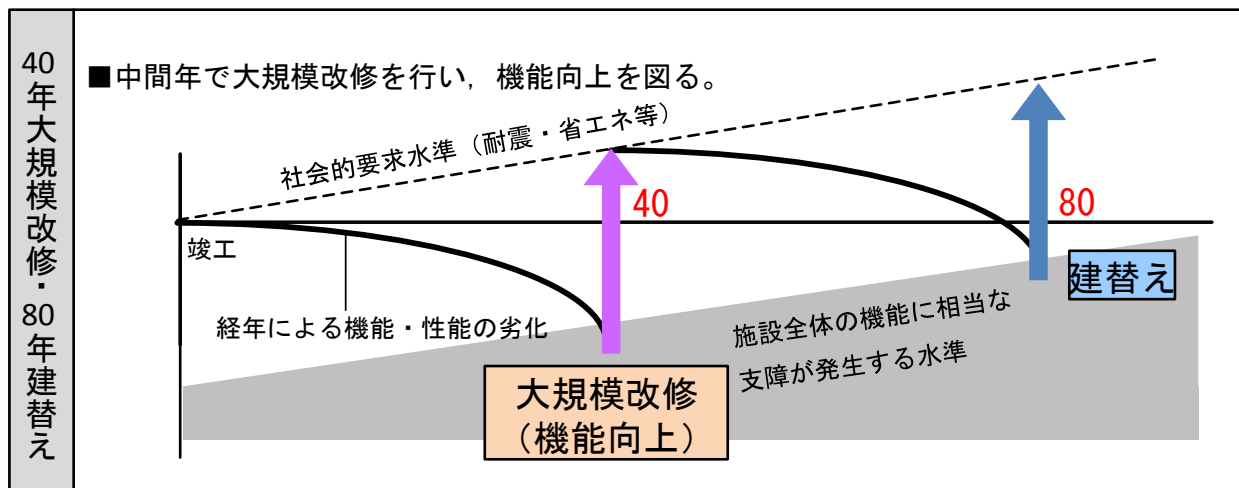 40年大規模改修・80年建替え
■中間年で大規模改修を行い，機能向上を図る。
社会的要求水準（耐震・省エネ等）
40
80
竣工
建替え
経年による機能・性能の劣化
施設全体の機能に相当な
支障が発生する水準
大規模改修
（機能向上）